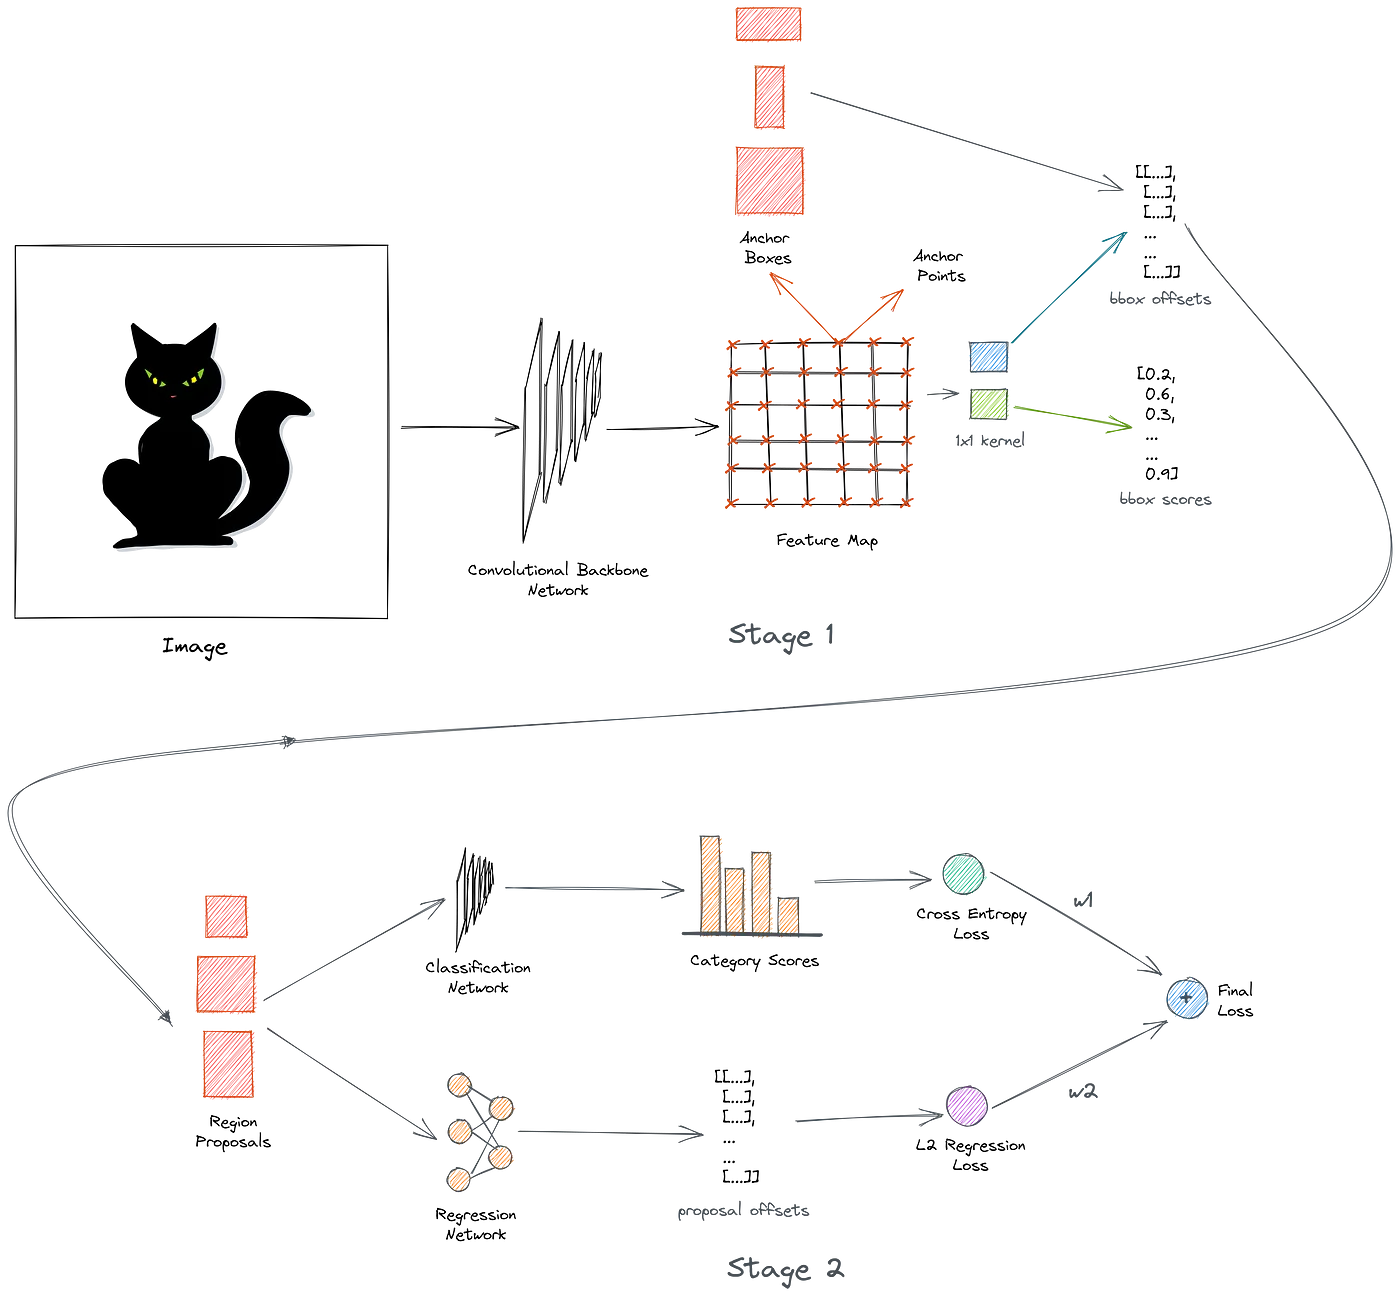 Anchor
Boxes
Anchor
Points
[[...],
[...],
[...],
...
...
[...]]
bbox offsets
[0.2,
0.6,
0.3,
...
...
0.9]
bbox scores
1x1 kernel
Feature Map
Convolutional Backbone
Network
Image
Stage 1
Region
Proposals
Classification
Network
Category Scores
Cross Entropy
Loss
w1
Final
Loss
+
w2
Regression
Network
[[...],
[...],
[...],
...
...
[...]]
proposal offsets
L2 Regression
Loss
Stage 2